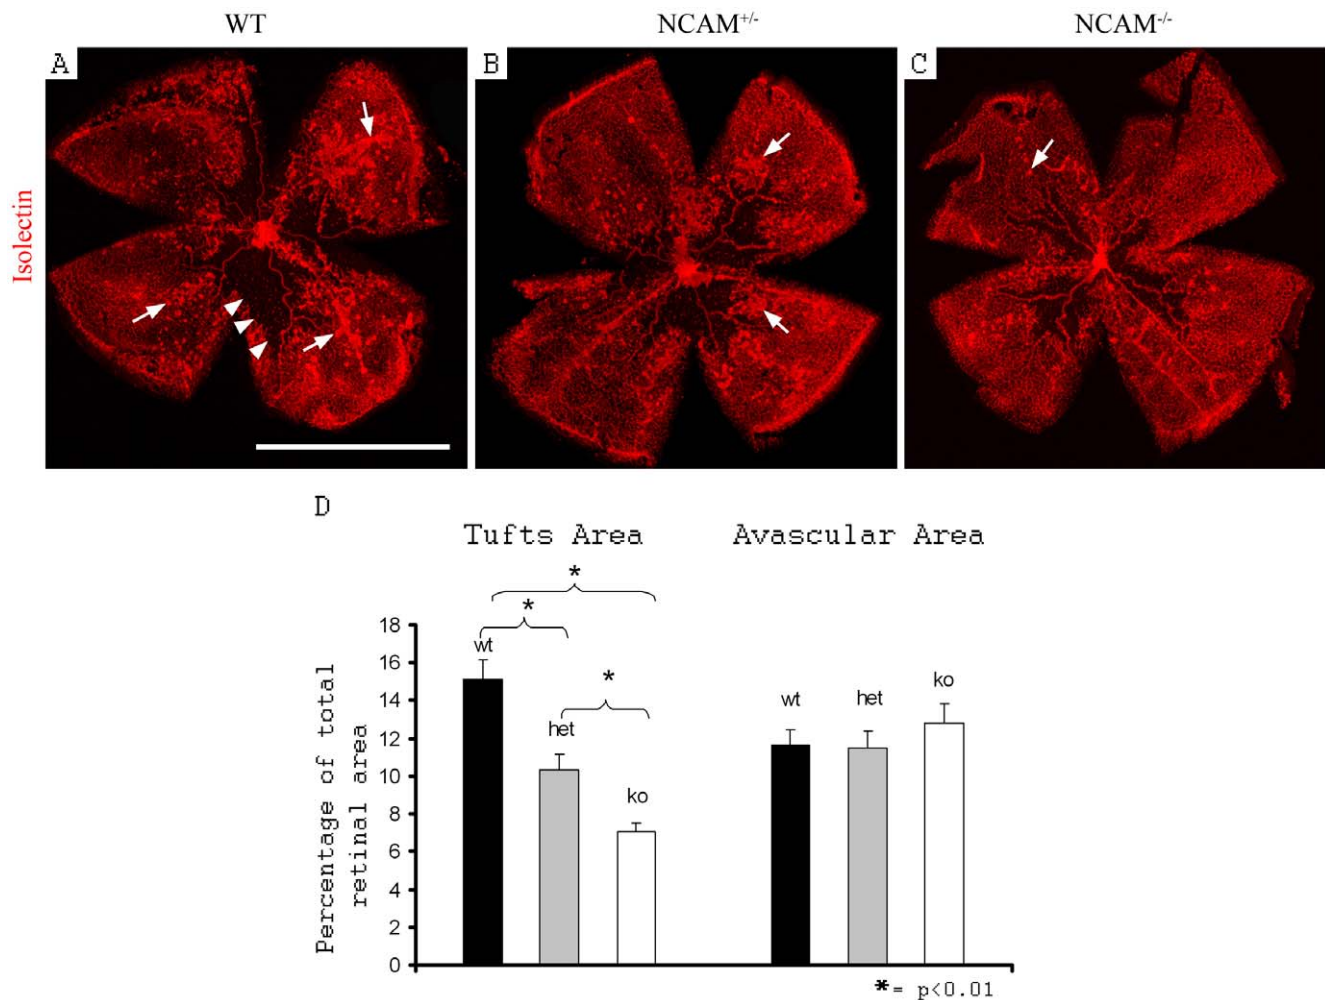 WT
NCAM+/-
NCAM-/-
A
B
C
Isolectin
D
Tufts Area
Avascular Area
*
*
*
Percentage of total
retinal area
18
16
14
12
10
8
6
4
2
0
wt
het
ko
wt
het
ko
*= p<0.01